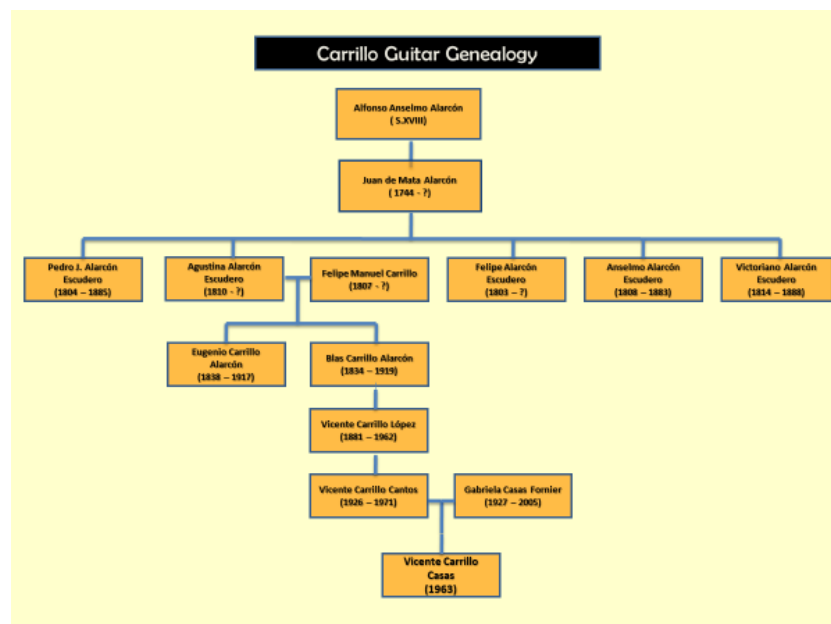 Carrillo Guitar Genealogy
Alfonso Anselmo Alarcón
( S.XVIII)
Juan de Mata Alarcón
( 1744 - ?)
Pedro J. Alarcón
Escudero
(1804 – 1885)
Agustina Alarcón
Escudero
(1810 - ?)
Felipe Manuel Carrillo
(1807 - ?)
Felipe Alarcón
Escudero
(1803 – ?)
Anselmo Alarcón
Escudero
(1808 – 1883)
Victoriano Alarcón
Escudero
(1814 – 1888)
Eugenio Carrillo
Alarcón
(1838 – 1917)
Blas Carrillo Alarcón
(1834 – 1919)
Vicente Carrillo López
(1881 – 1962)
Vicente Carrillo Cantos
(1926 – 1971)
Gabriela Casas Fornier
(1927 – 2005)
Vicente Carrillo
Casas
(1963)